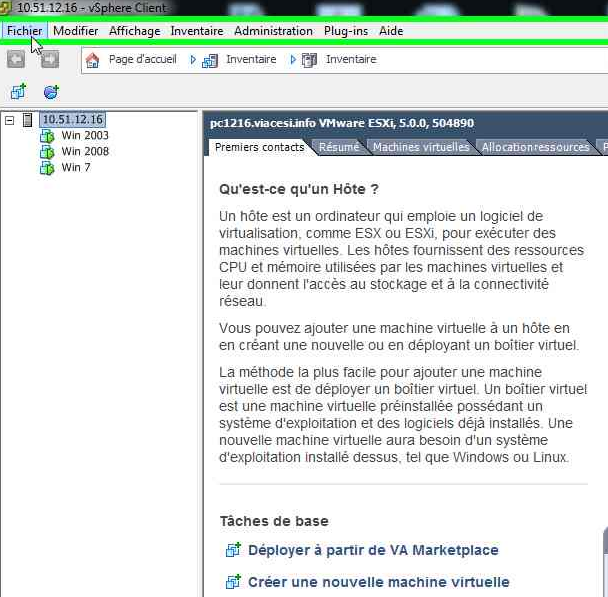 10.51.12.16 - vSphere Client
Fichier Modifier Affichage Inventaire Administration Plug-ins Aide
Page d'accueil Inventaire Inventaire
10.51.12.16
Win 2003
Win 2008
Win 7
pc1216.viacesi.info VMware ESXi, 5.0.0, 504890
Premiers contacts Résumé Machines virtuelles Allocationressources
Qu'est-ce qu'un Hôte ?
Un hôte est un ordinateur qui emploie un logiciel de
virtualisation, comme ESX ou ESXi, pour exécuter des
machines virtuelles. Les hôtes fournissent des ressources
CPU et mémoire utilisées par les machines virtuelles et
leur donnent l'accès au stockage et à la connectivité
réseau.
Vous pouvez ajouter une machine virtuelle à un hôte en
en créant une nouvelle ou en déployant un boîtier virtuel.
La méthode la plus facile pour ajouter une machine
virtuelle est de déployer un boîtier virtuel. Un boîtier virtuel
est une machine virtuelle préinstallée possédant un
système d'exploitation et des logiciels déjà installés. Une
nouvelle machine virtuelle aura besoin d'un système
d'exploitation installé dessus, tel que Windows ou Linux.
Tâches de base
Déployer à partir de VA Marketplace
Créer une nouvelle machine virtuelle